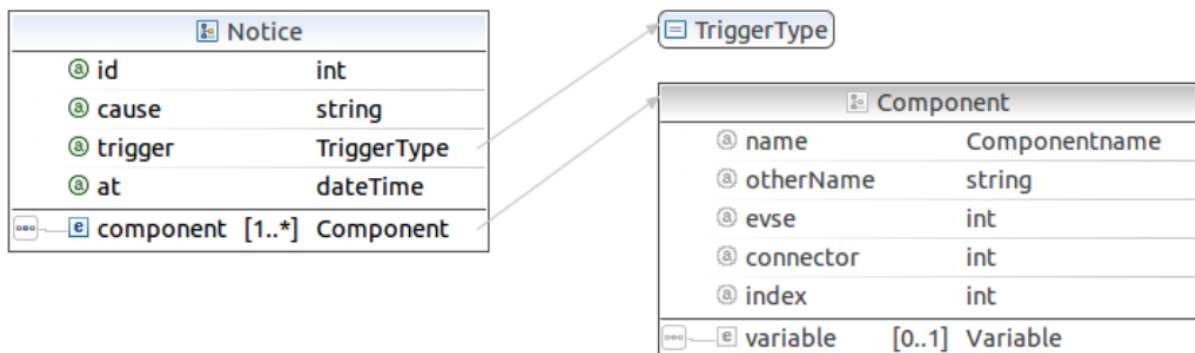 Notice
id int
cause string
trigger TriggerType
at dateTime
component [1..*] Component
TriggerType
Component
name Componentname
otherName string
evse int
connector int
index int
variable [0..1] Variable